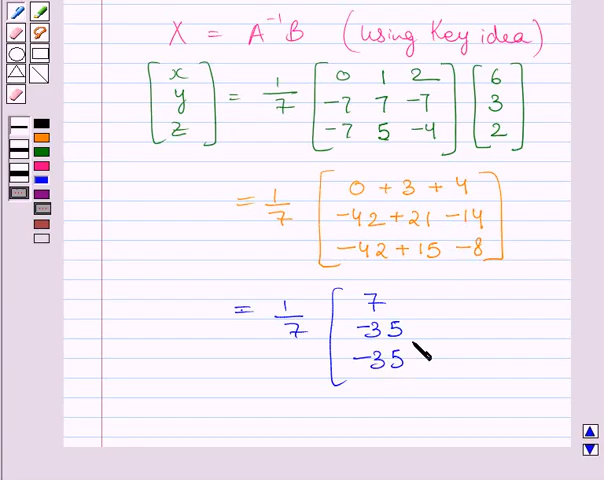 X = A⁻¹B (using Key idea)
[x y z] = 1/7 [0 1 2; -7 7 -7; -7 5 -4] [6 3 2]
= 1/7 [0 + 3 + 4; -42 + 21 - 14; -42 + 15 - 8]
= 1/7 [7 -35 -35